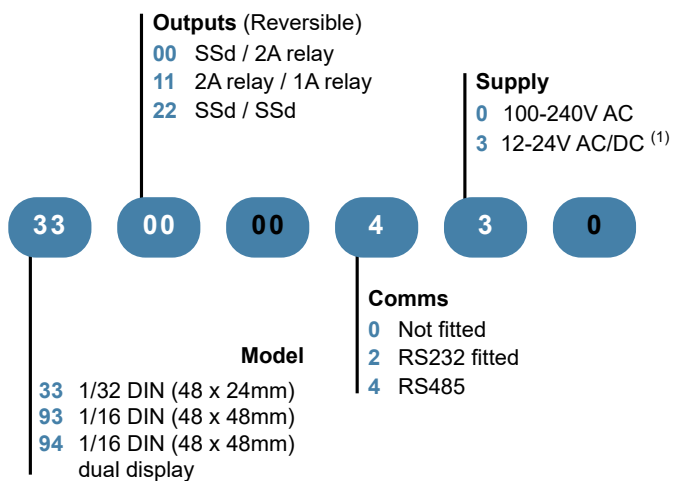 Outputs (Reversible)
00 SSd / 2A relay
11 2A relay / 1A relay
22 SSd / SSd
Supply
0 100-240V AC
3 12-24V AC/DC (1)
33 00 00 4 3 0
Comms
0 Not fitted
2 RS232 fitted
4 RS485
Model
33 1/32 DIN (48 x 24mm)
93 1/16 DIN (48 x 48mm)
94 1/16 DIN (48 x 48mm)
dual display